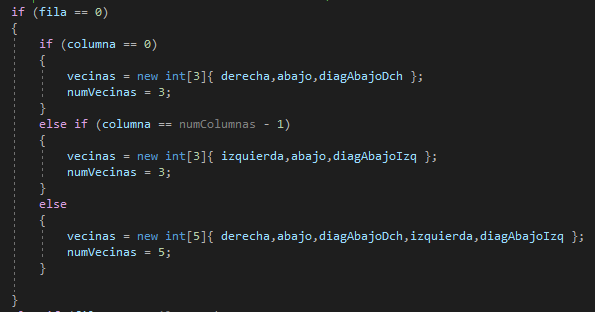 if (fila == 0)
{
if (columna == 0)
{
vecinas = new int[3]{ derecha,abajo,diagAbajoDch };
numVecinas = 3;
}
else if (columna == numColumnas - 1)
{
vecinas = new int[3]{ izquierda,abajo,diagAbajoIzq };
numVecinas = 3;
}
else
{
vecinas = new int[5]{ derecha,abajo,diagAbajoDch,izquierda,diagAbajoIzq };
numVecinas = 5;
}
}